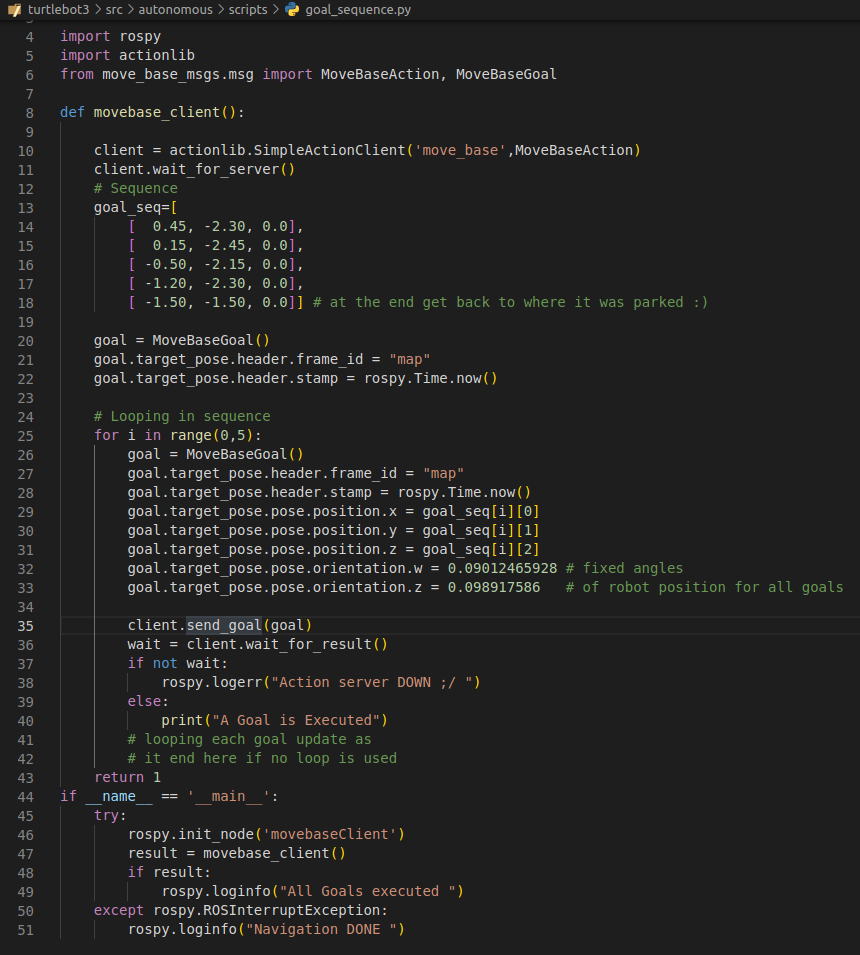 turtlebot3 > src > autonomous > scripts > goal_sequence.py
4 import rospy
5 import actionlib
6 from move_base_msgs.msg import MoveBaseAction, MoveBaseGoal
7
8 def movebase_client():
9
10     client = actionlib.SimpleActionClient('move_base',MoveBaseAction)
11     client.wait_for_server()
12     # Sequence
13     goal_seq=[
14         [  0.45, -2.30, 0.0],
15         [  0.15, -2.45, 0.0],
16         [ -0.50, -2.15, 0.0],
17         [ -1.20, -2.30, 0.0],
18         [ -1.50, -1.50, 0.0]] # at the end get back to where it was parked :)
19
20     goal = MoveBaseGoal()
21     goal.target_pose.header.frame_id = "map"
22     goal.target_pose.header.stamp = rospy.Time.now()
23
24     # Looping in sequence
25     for i in range(0,5):
26         goal = MoveBaseGoal()
27         goal.target_pose.header.frame_id = "map"
28         goal.target_pose.header.stamp = rospy.Time.now()
29         goal.target_pose.pose.position.x = goal_seq[i][0]
30         goal.target_pose.pose.position.y = goal_seq[i][1]
31         goal.target_pose.pose.position.z = goal_seq[i][2]
32         goal.target_pose.pose.orientation.w = 0.09012465928 # fixed angles
33         goal.target_pose.pose.orientation.z = 0.098917586   # of robot position for all goals
34
35         client.send_goal(goal)
36         wait = client.wait_for_result()
37         if not wait:
38             rospy.logerr("Action server DOWN ;/ ")
39         else:
40             print("A Goal is Executed")
41         # looping each goal update as
42         # it end here if no loop is used
43     return 1
44 if __name__ == '__main__':
45     try:
46         rospy.init_node('movebaseClient')
47         result = movebase_client()
48         if result:
49             rospy.loginfo("All Goals executed ")
50     except rospy.ROSInterruptException:
51         rospy.loginfo("Navigation DONE ")